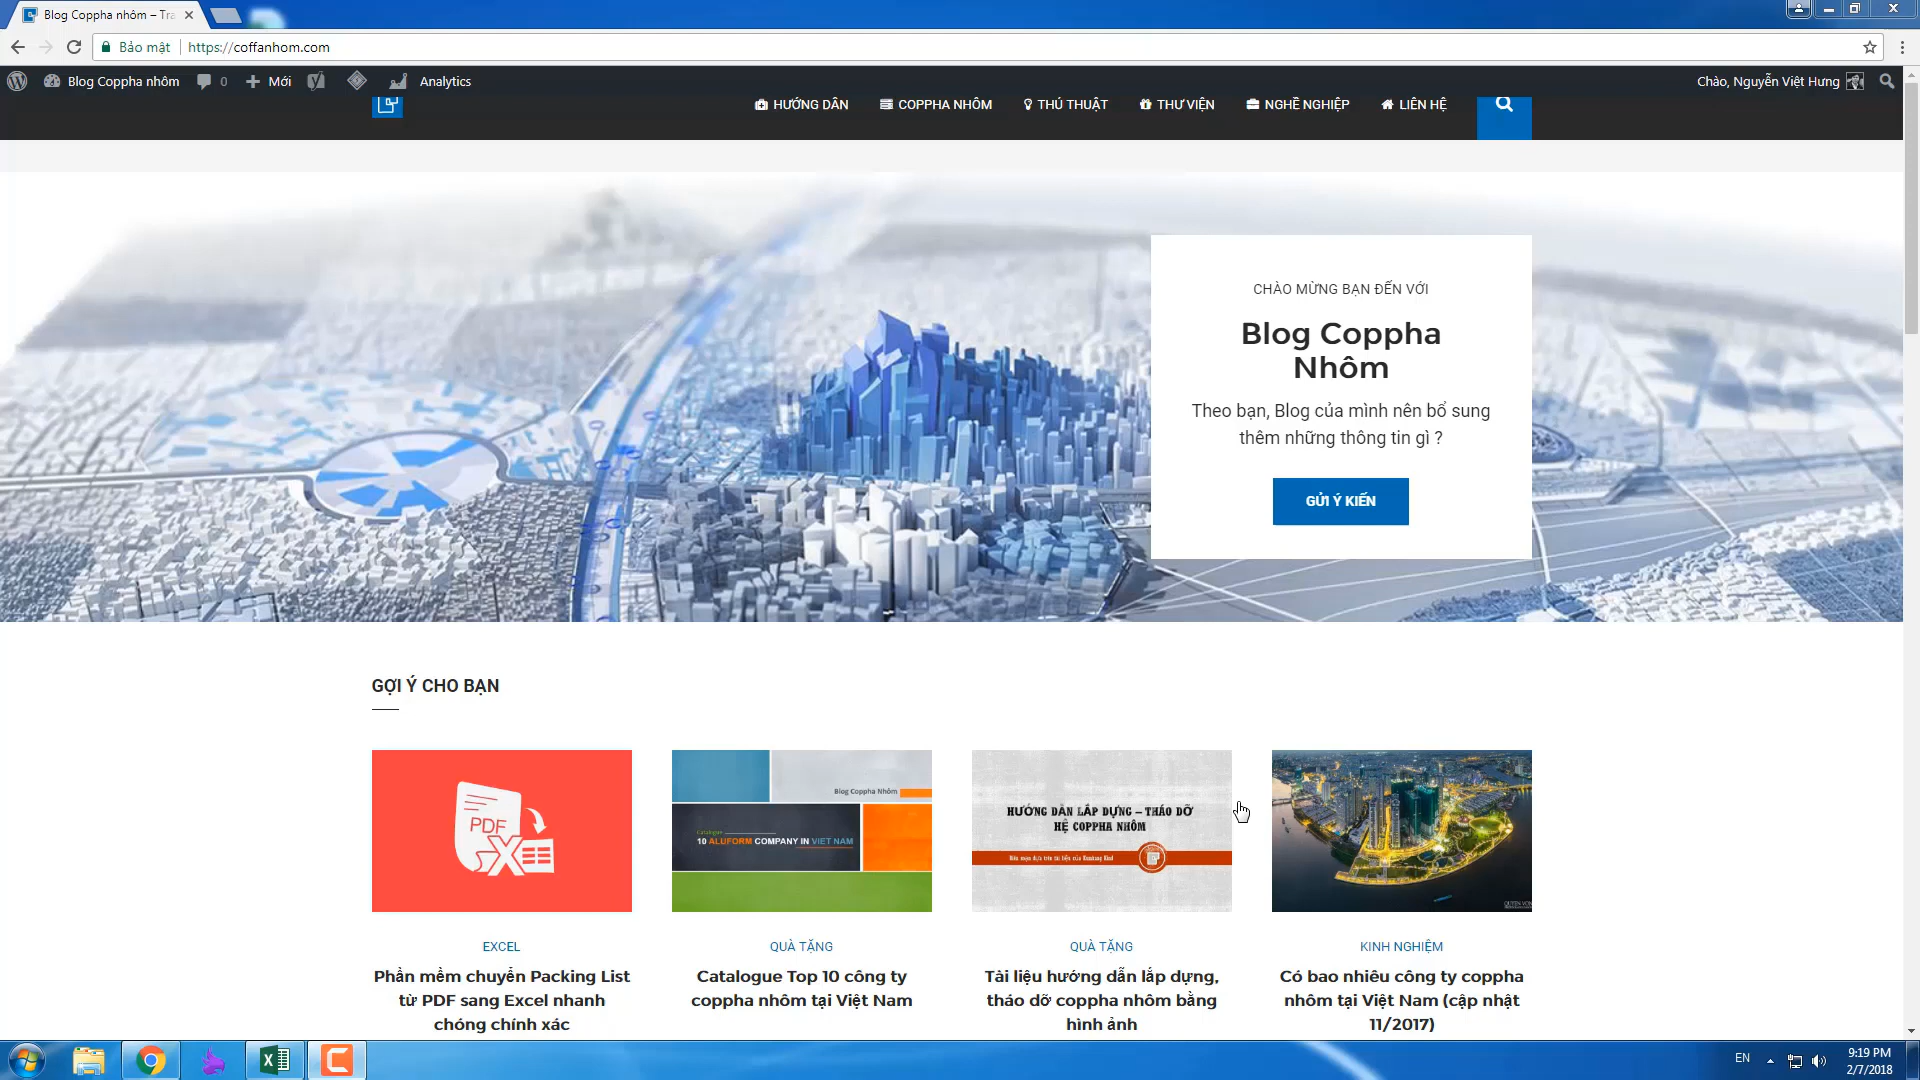 Blog Coppha nhôm – Tra
Bảo mật
https://coffanhom.com
Blog Coppha nhôm
0
Mới
Analytics
Chào, Nguyễn Việt Hưng
HƯỚNG DẪN
COPPHA NHÔM
THỦ THUẬT
THƯ VIỆN
NGHỀ NGHIỆP
LIÊN HỆ
CHÀO MỪNG BẠN ĐẾN VỚI
Blog Coppha
Nhôm
Theo bạn, Blog của mình nên bổ sung
thêm những thông tin gì ?
GỬI Ý KIẾN
GỢI Ý CHO BẠN
PDF
Blog Coppha Nhôm
Catalogue
10 ALUFORM COMPANY IN VIET NAM
HƯỚNG DẪN LẮP DỰNG – THÁO DỠ
HỆ COPPHA NHÔM
EXCEL
Phần mềm chuyển Packing List
từ PDF sang Excel nhanh
chóng chính xác
QUÀ TẶNG
Catalogue Top 10 công ty
coppha nhôm tại Việt Nam
QUÀ TẶNG
Tài liệu hướng dẫn lắp dựng,
tháo dỡ coppha nhôm bằng
hình ảnh
KINH NGHIỆM
Có bao nhiêu công ty coppha
nhôm tại Việt Nam (cập nhật
11/2017)
EN
9:19 PM
2/7/2018